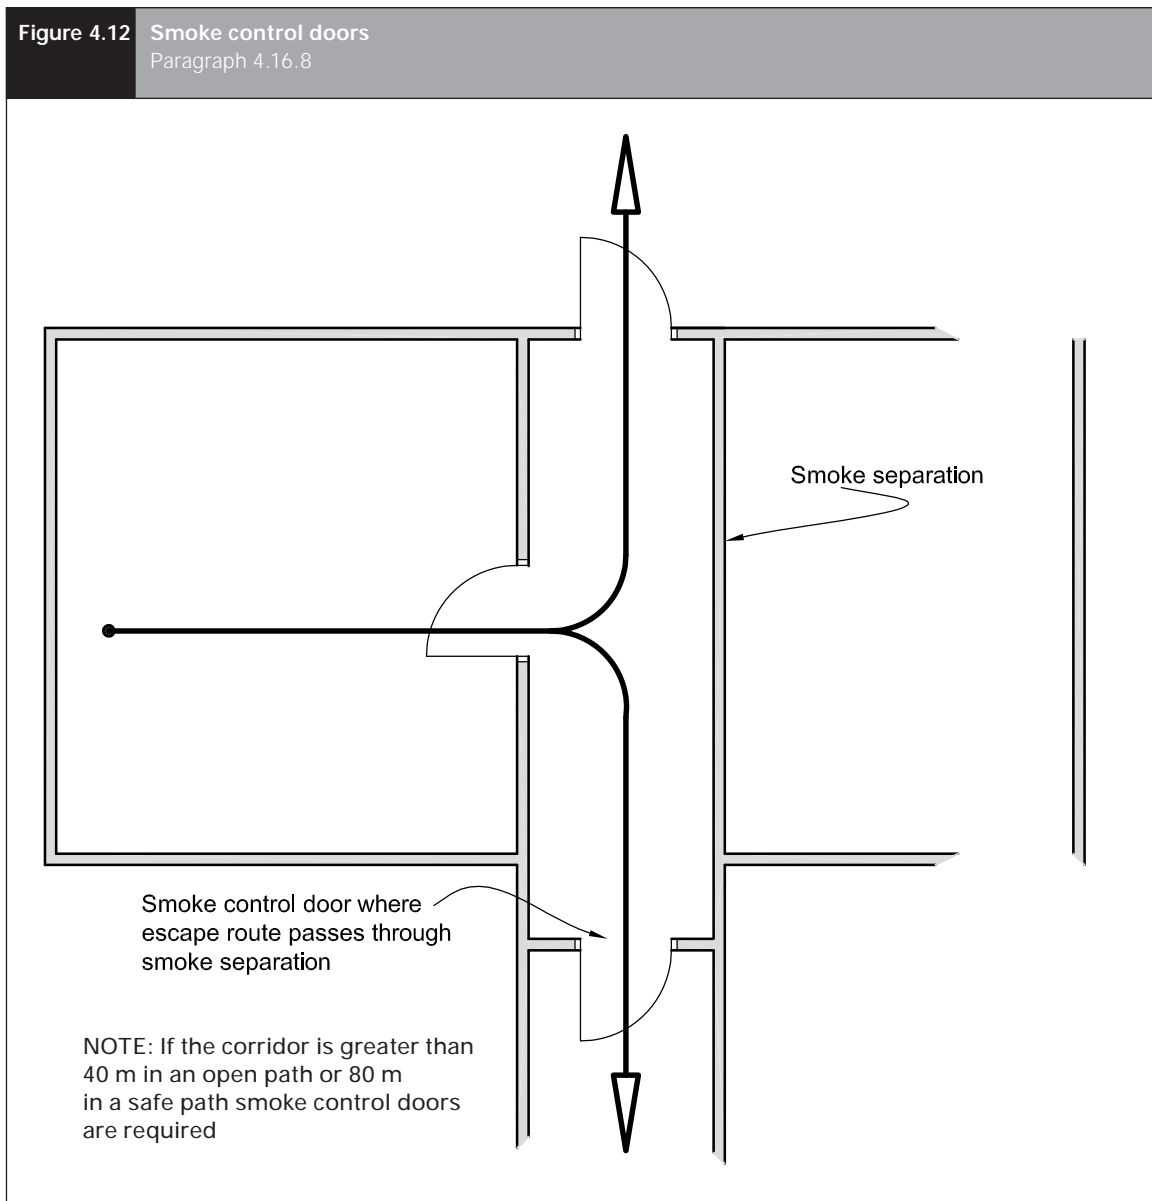 Figure 4.12 Smoke control doors
Paragraph 4.16.8
Smoke separation
Smoke control door where
escape route passes through
smoke separation
NOTE: If the corridor is greater than
40 m in an open path or 80 m
in a safe path smoke control doors
are required